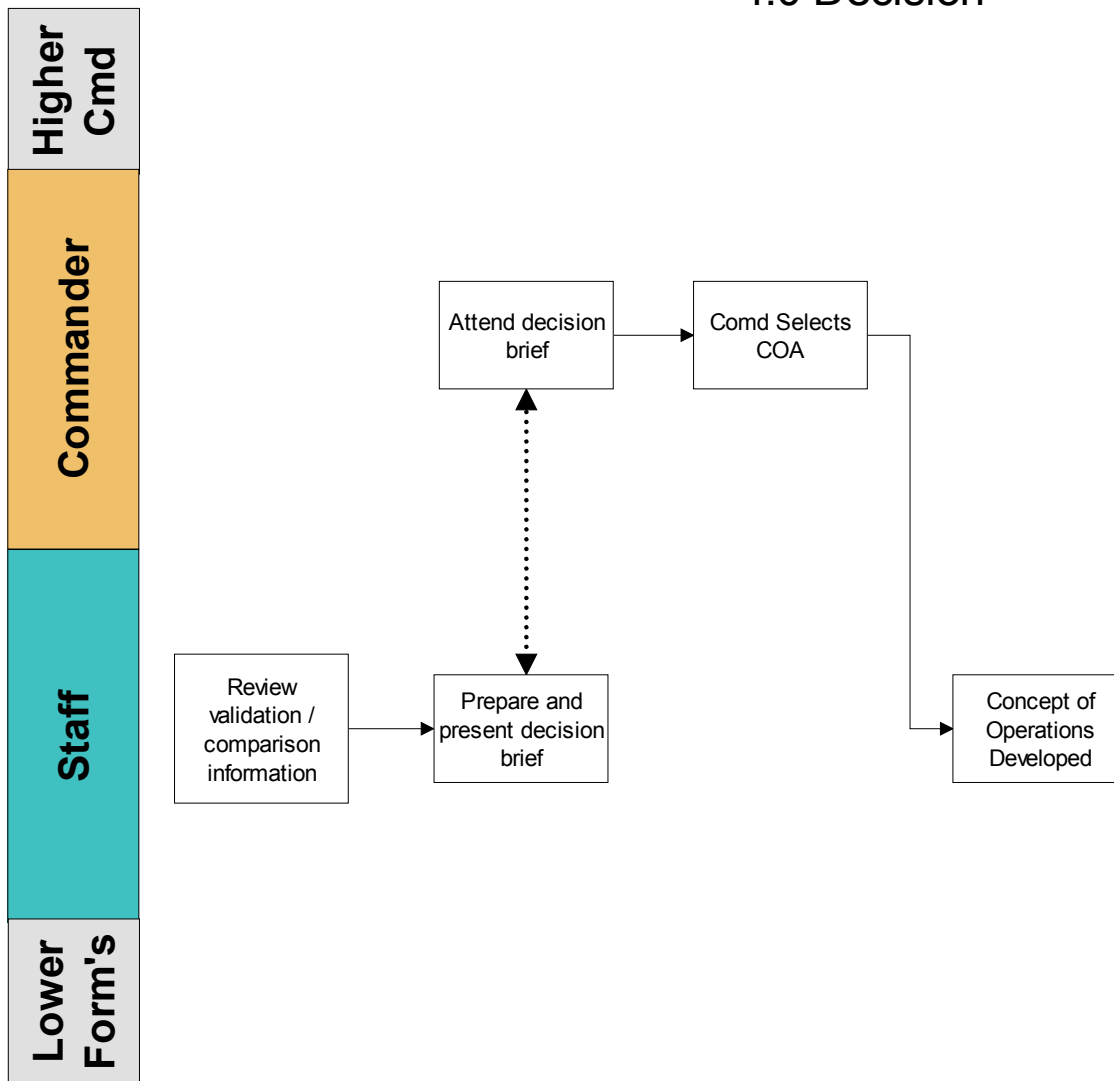 Decision
Higher
Cmd
Commander
Attend decision
brief
Comd Selects
COA
Staff
Review
validation /
comparison
information
Prepare and
present decision
brief
Concept of
Operations
Developed
Lower
Form's